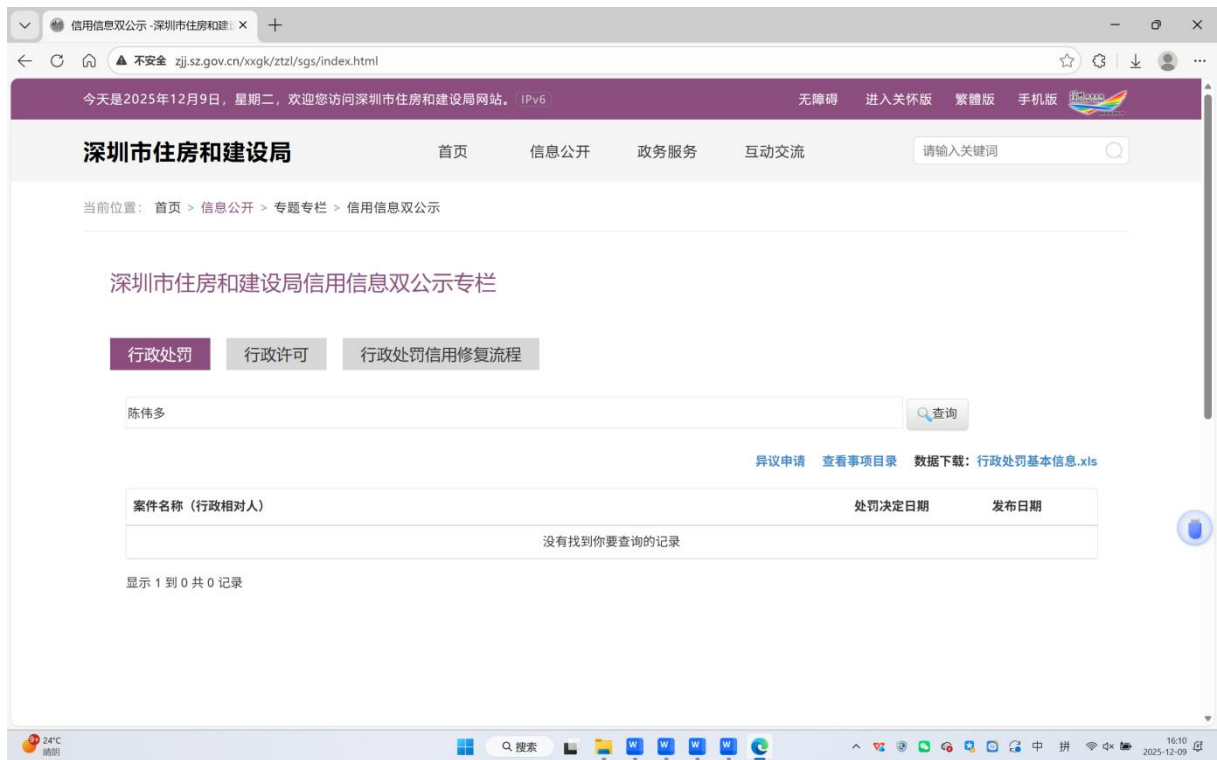 信用信息双公示 -深圳市住房和建
不安全 zjj.sz.gov.cn/xxgk/ztzl/sgs/index.html
今天是2025年12月9日，星期二，欢迎您访问深圳市住房和建设局网站。 IPv6 无障碍 进入关怀版 繁體版 手机版
深圳市住房和建设局 首页 信息公开 政务服务 互动交流 请输入关键词
当前位置： 首页 > 信息公开 > 专题专栏 > 信用信息双公示
深圳市住房和建设局信用信息双公示专栏
行政处罚 行政许可 行政处罚信用修复流程
陈伟多 查询
异议申请 查看事项目录 数据下载：行政处罚基本信息.xls
案件名称（行政相对人） 处罚决定日期 发布日期
没有找到你要查询的记录
显示 1 到 0 共 0 记录
9+ 24°C 搜索 中 拼 16:10
晴朗 2025-12-09